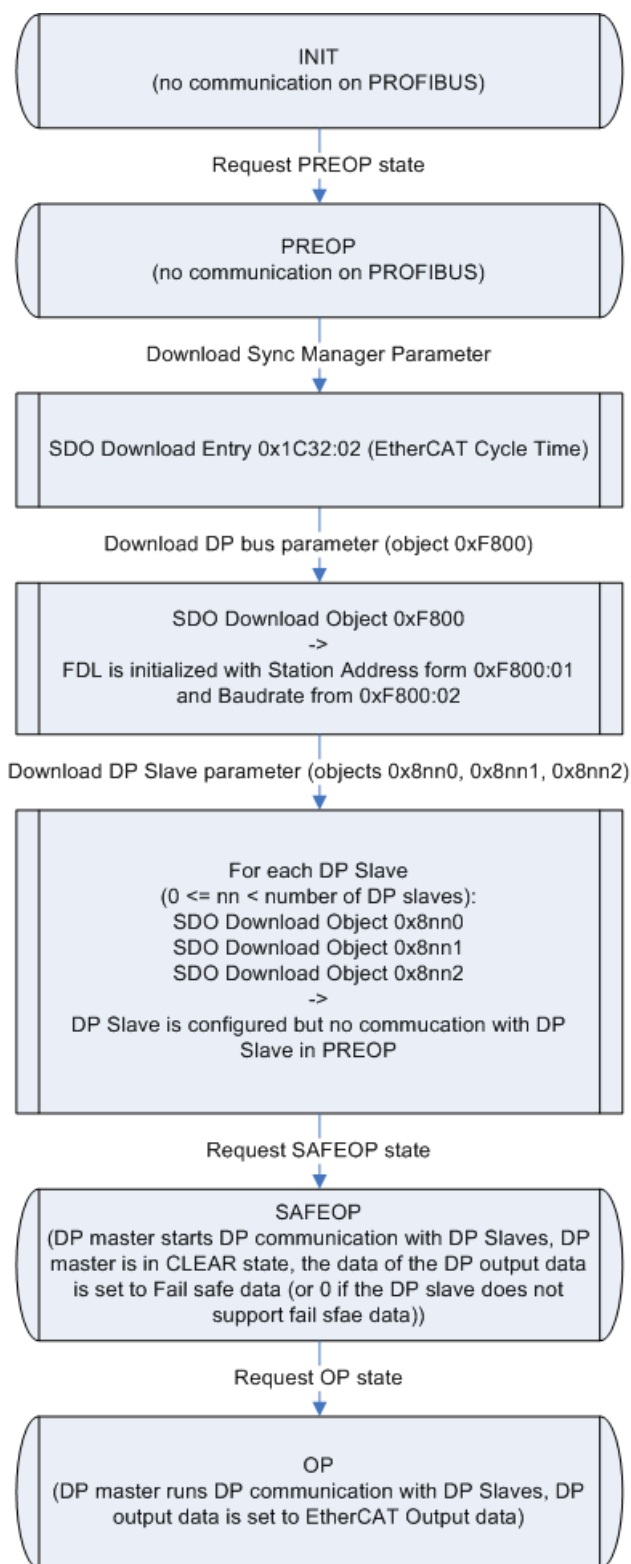 INIT
(no communication on PROFIBUS)
Request PREOP state
PREOP
(no communication on PROFIBUS)
Download Sync Manager Parameter
SDO Download Entry 0x1C32:02 (EtherCAT Cycle Time)
Download DP bus parameter (object 0xF800)
SDO Download Object 0xF800
->
FDL is initialized with Station Address form 0xF800:01
and Baudrate from 0xF800:02
Download DP Slave parameter (objects 0x8nn0, 0x8nn1, 0x8nn2)
For each DP Slave
(0 <= nn < number of DP slaves):
SDO Download Object 0x8nn0
SDO Download Object 0x8nn1
SDO Download Object 0x8nn2
->
DP Slave is configured but no commucation with DP
Slave in PREOP
Request SAFEOP state
SAFEOP
(DP master starts DP communication with DP Slaves, DP
master is in CLEAR state, the data of the DP output data
is set to Fail safe data (or 0 if the DP slave does not
support fail sfae data))
Request OP state
OP
(DP master runs DP communication with DP Slaves, DP
output data is set to EtherCAT Output data)